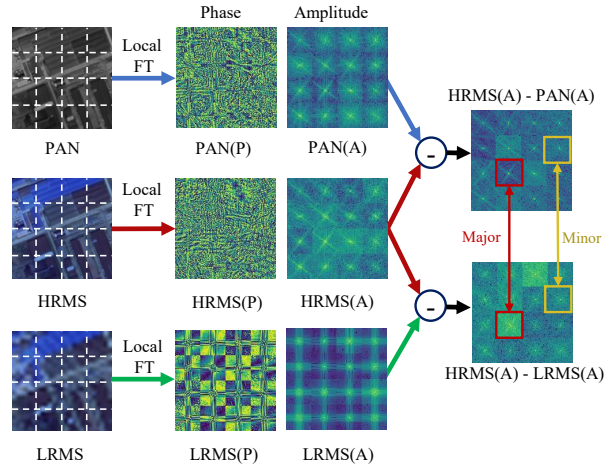 Phase Amplitude
Local
FT
PAN PAN(P) PAN(A)
HRMS(A) - PAN(A)
-
Local
FT
HRMS HRMS(P) HRMS(A)
Major Minor
-
Local
FT
HRMS(A) - LRMS(A)
LRMS LRMS(P) LRMS(A)